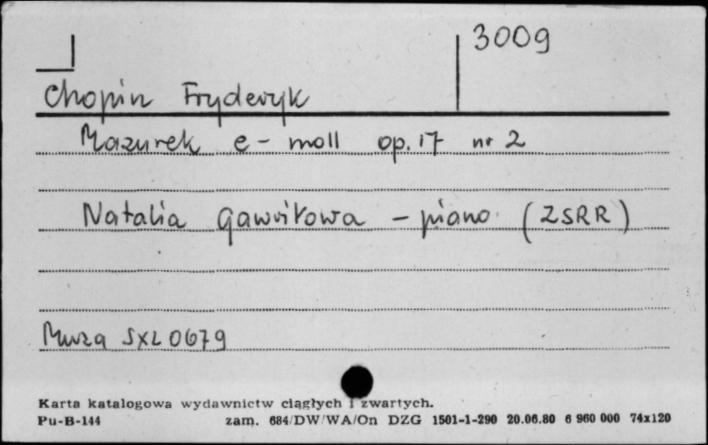 3009
Chopin Fryderyk
Mazurek e-moll op. 17 nr 2
Natalia Gawriłowa - piano (ZSRR)
Muza SXL 0679
Karta katalogowa wydawnictw ciągłych i zwartych.
Pu-B-144 zam. 684/DW/WA/On DZG 1501-1-290 20.06.80 6 960 000 74x120